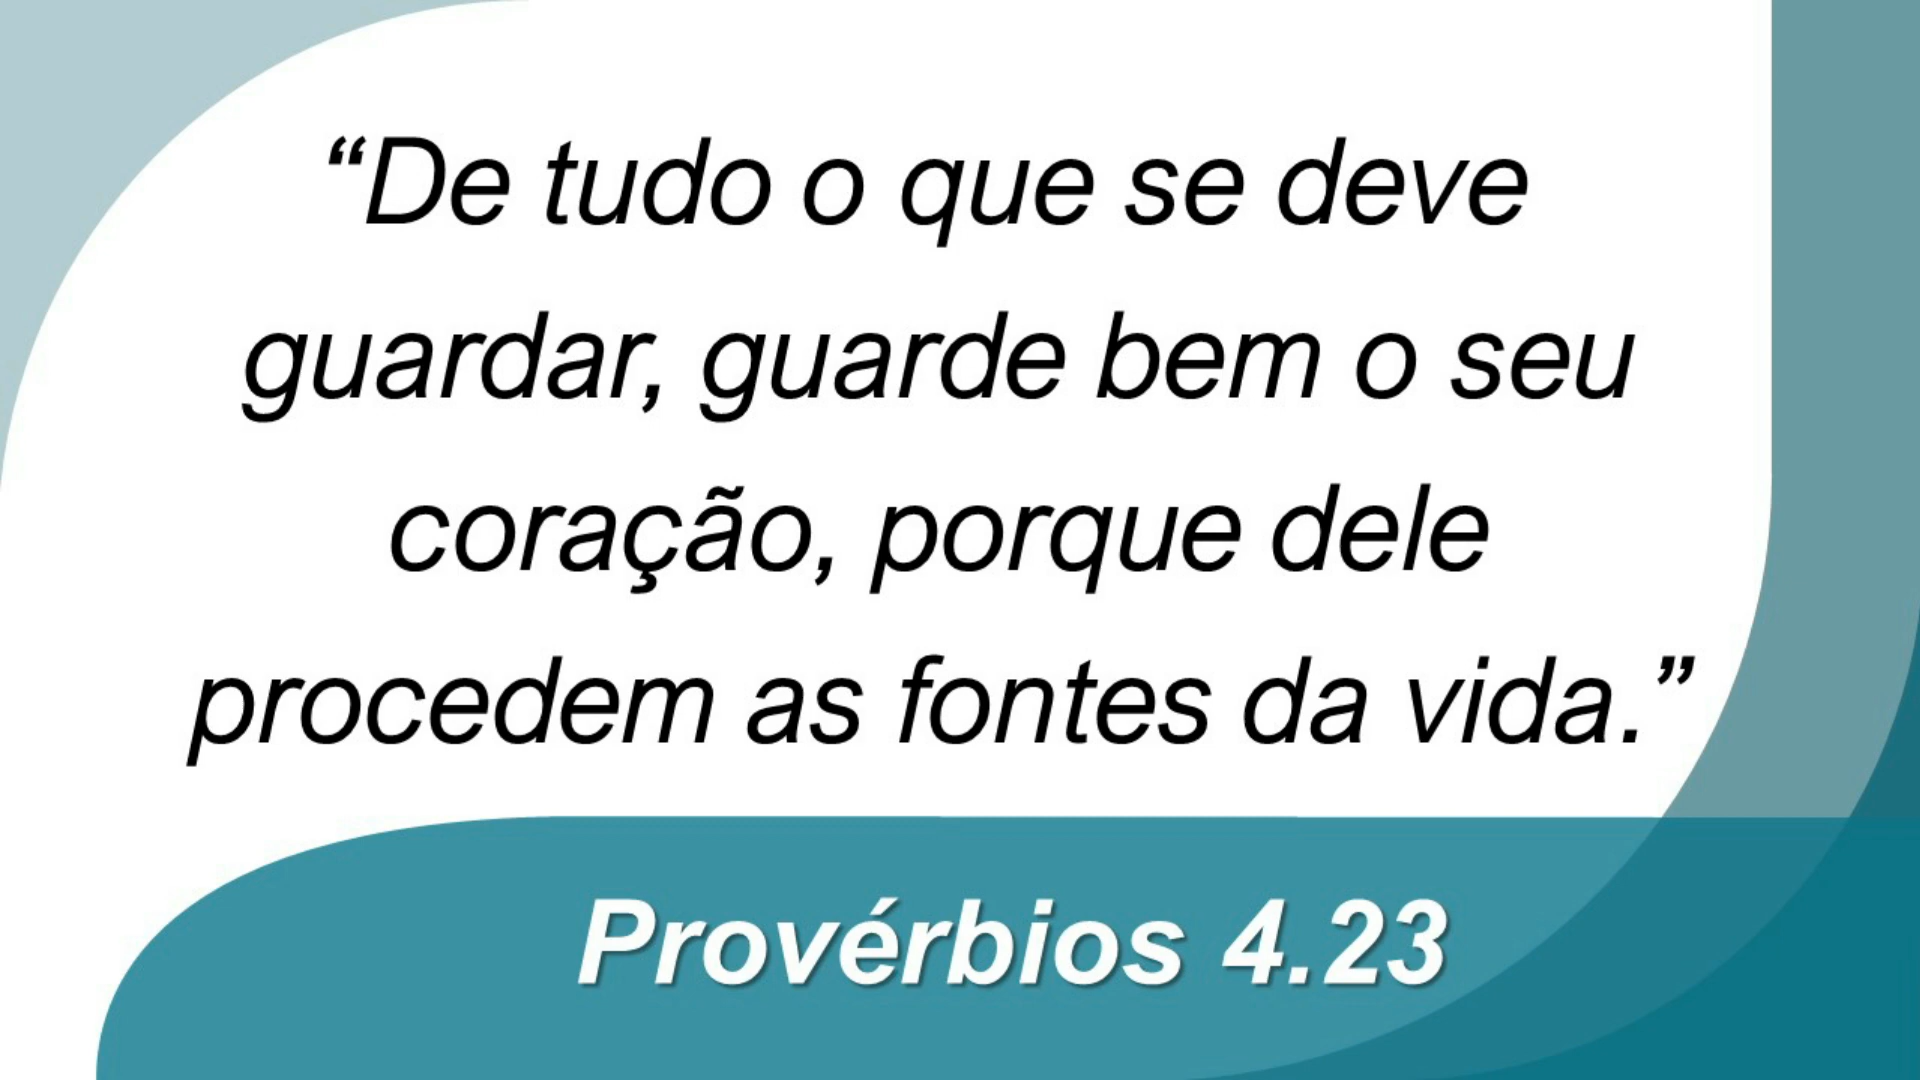 “De tudo o que se deve
guardar, guarde bem o seu
coração, porque dele
procedem as fontes da vida.”
Provérbios 4.23